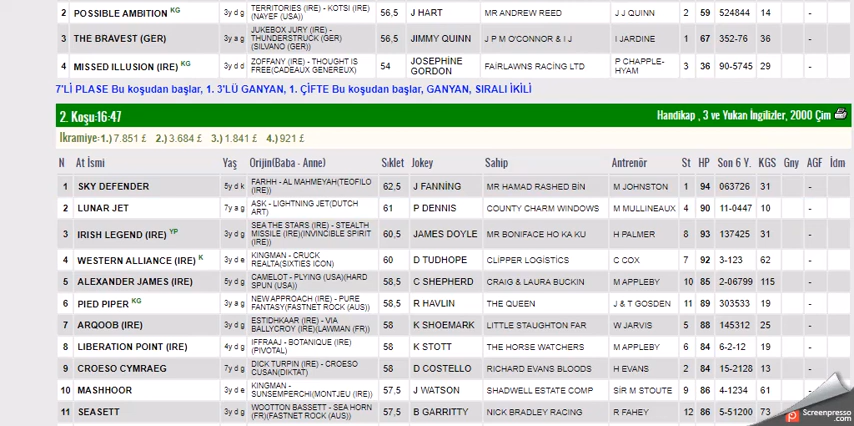 TERRITORIES (IRE) - KOTSI (IRE)
2 POSSIBLE AMBITION KG (NAYEF (USA)) 3y d g 56,5 J HART MR ANDREW REED J J QUINN 2 59 524844 14
JUKEBOX JURY (IRE) -
3 THE BRAVEST (GER) 3y a g THUNDERSTRUCK (GER) 56,5 JIMMY QUINN J P M O'CONNOR & I J I JARDINE 1 67 352-76 36
(SILVANO (GER))
4 MISSED ILLUSION (IRE) KG 3y d d ZOFFANY (IRE) - THOUGHT IS FREE(CADEAUX GENEREUX) 54 JOSEPHINE GORDON FAİRLAWNS RACİNG LTD P CHAPPLE-HYAM 3 36 90-5745 29
7'Lİ PLASE Bu koşudan başlar, 1. 3'LÜ GANYAN, 1. ÇİFTE Bu koşudan başlar, GANYAN, SIRALI İKİLİ
2. Koşu:16:47 Handikap , 3 ve Yukarı İngilizler, 2000 Çim
İkramiye:1.) 7.851 £ 2.) 3.684 £ 3.) 1.841 £ 4.) 921 £
N At İsmi Yaş Orijin(Baba - Anne) Sıklet Jokey Sahip Antrenör St HP Son 6 Y. KGS Gny AGF İdm
1 SKY DEFENDER 5y d k FARHH - AL MAHMEYAH(TEOFILO (IRE)) 62,5 J FANNİNG MR HAMAD RASHED BİN M JOHNSTON 1 94 063726 31 -
2 LUNAR JET 7y a g ASK - LIGHTNING JET(DUTCH ART) 61 P DENNIS COUNTY CHARM WINDOWS M MULLINEAUX 4 90 11-0447 10 -
3 IRISH LEGEND (IRE) YP 3y d g SEA THE STARS (IRE) - STEALTH MISSILE (IRE)(INVINCIBLE SPIRIT (IRE)) 60,5 JAMES DOYLE MR BONIFACE HO KA KU H PALMER 8 93 137425 31 -
4 WESTERN ALLIANCE (IRE) K 3y d e KINGMAN - CRUCK REALTA(SIXTIES ICON) 60 D TUDHOPE CLİPPER LOGİSTİCS C COX 7 92 3-123 62 -
5 ALEXANDER JAMES (IRE) 5y d g CAMELOT - PLYING (USA)(HARD SPUN (USA)) 58,5 C SHEPHERD CRAIG & LAURA BUCKIN M APPLEBY 10 85 2-06799 115 -
6 PIED PIPER KG 3y a g NEW APPROACH (IRE) - PURE FANTASY(FASTNET ROCK (AUS)) 58,5 R HAVLIN THE QUEEN J & T GOSDEN 11 89 303533 19 -
7 ARQOOB (IRE) 3y d g ESTIDHKAAR (IRE) - VIA BALLYCROY (IRE)(LAWMAN (FR)) 58 K SHOEMARK LITTLE STAUGHTON FAR W JARVIS 5 88 145312 25 -
8 LIBERATION POINT (IRE) 4y d g IFFRAAJ - BOTANIQUE (IRE)(PIVOTAL) 58 K STOTT THE HORSE WATCHERS M APPLEBY 6 84 6-2-12 19 -
9 CROESO CYMRAEG 7y d g DICK TURPIN (IRE) - CROESO CUSAN(DIKTAT) 58 D COSTELLO RICHARD EVANS BLOODS H EVANS 2 84 15-2128 13 -
10 MASHHOOR 3y d e KINGMAN - SUNSEMPERCHI(MONTJEU (IRE)) 57,5 J WATSON SHADWELL ESTATE COMP SİR M STOUTE 9 86 4-1234 61 -
11 SEASETT 3y d g WOOTTON BASSETT - SEA HORN (FR)(FASTNET ROCK (AUS)) 57,5 B GARRITTY NICK BRADLEY RACING R FAHEY 12 86 5-51200 73 -
Screenpresso.com